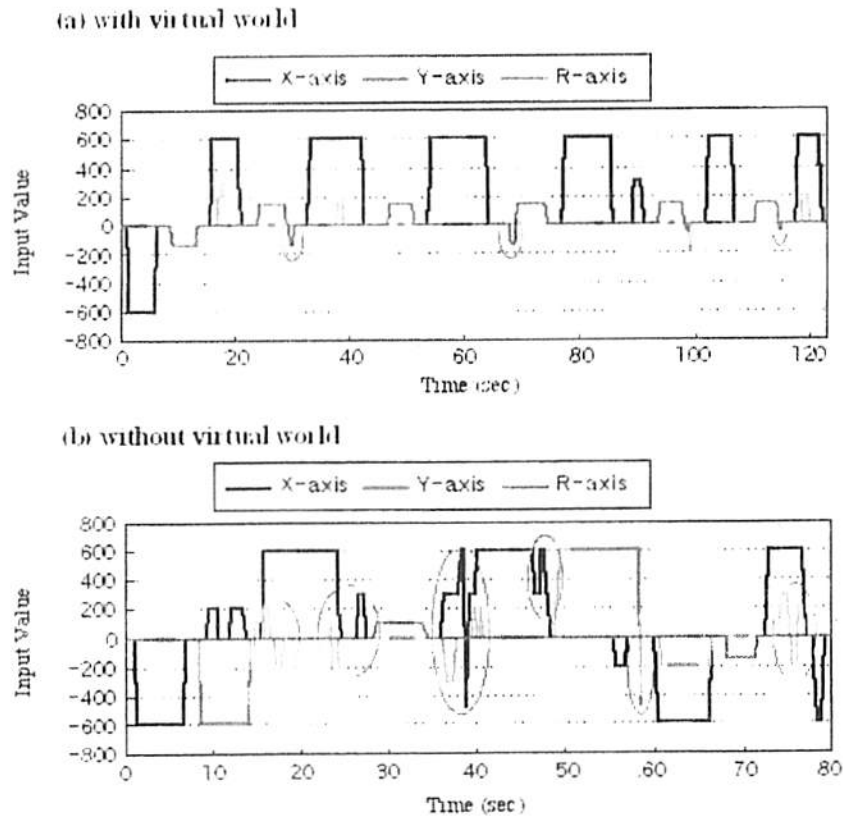 (a) with virtual world
X-axis Y-axis R-axis
800
600
400
200
0
-200
-400
-600
-800
Input Value
0 20 40 60 80 100 120
Time (sec)
(b) without virtual world
X-axis Y-axis R-axis
800
600
400
200
0
-200
-400
-600
-800
Input Value
0 10 20 30 40 50 .60 70 80
Time (sec)